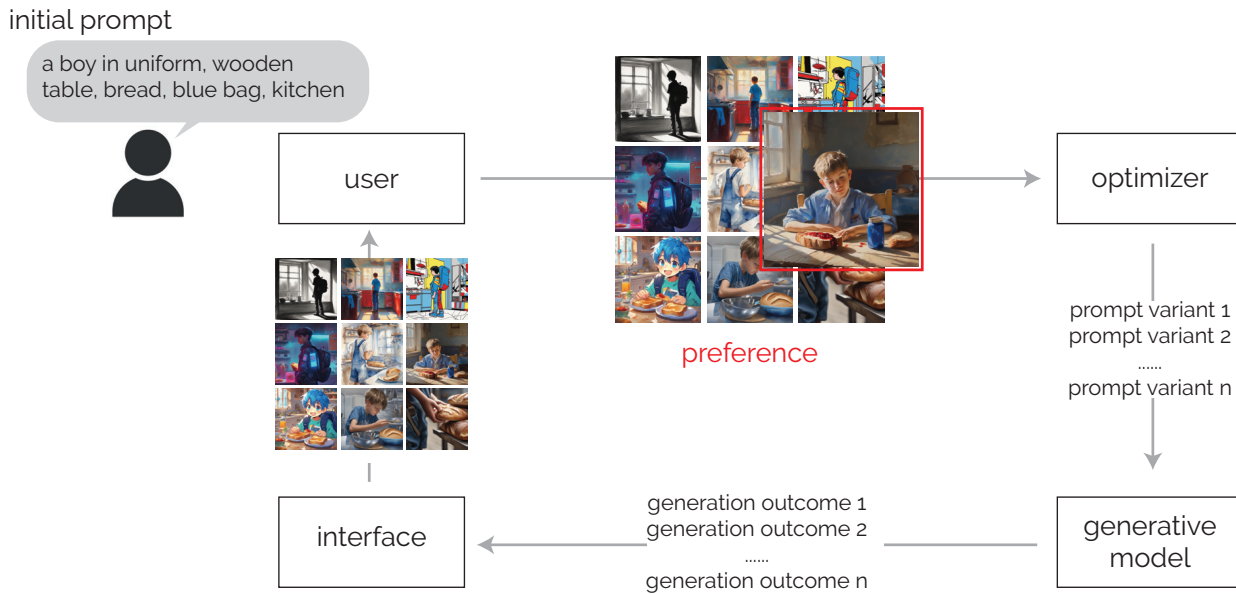 initial prompt
a boy in uniform, wooden
table, bread, blue bag, kitchen
user
optimizer
preference
prompt variant 1
prompt variant 2
......
prompt variant n
interface
generation outcome 1
generation outcome 2
......
generation outcome n
generative
model